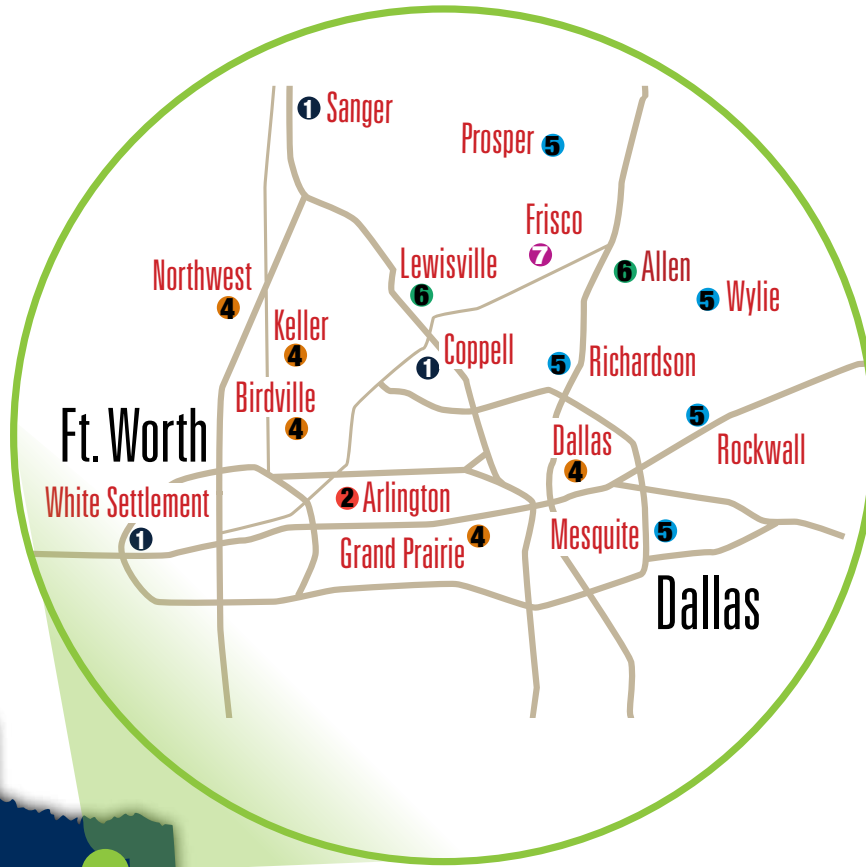 1 Sanger
Prosper 5
Frisco
7
Northwest
4
Lewisville
6
6 Allen
5 Wylie
Keller
4
1 Coppell
5 Richardson
Birdville
4
Ft. Worth
5
Rockwall
Dallas
4
White Settlement
1
2 Arlington
Grand Prairie 4
Mesquite 5
Dallas